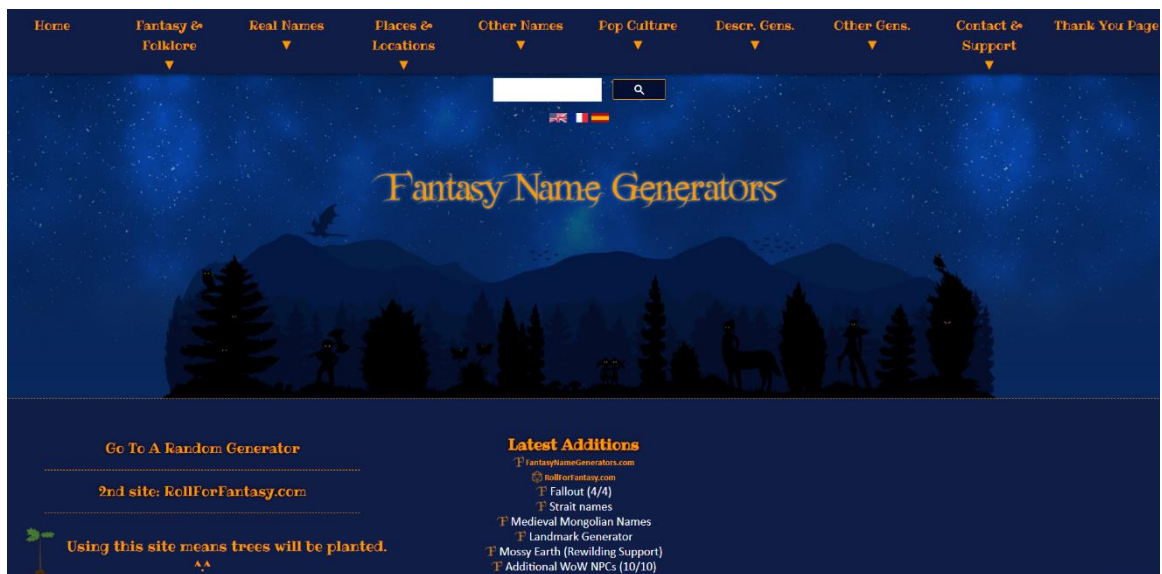 Home
Fantasy &
Folklore
▼
Real Names
▼
Places &
Locations
▼
Other Names
▼
Pop Culture
▼
Descr. Gens.
▼
Other Gens.
▼
Contact &
Support
▼
Thank You Page
Fantasy Name Generators
Go To A Random Generator
2nd site: RollForFantasy.com
Using this site means trees will be planted.
^.^
Latest Additions
FantasyNameGenerators.com
RollForFantasy.com
Fallout (4/4)
Strait names
Medieval Mongolian Names
Landmark Generator
Mossy Earth (Rewilding Support)
Additional WoW NPCs (10/10)